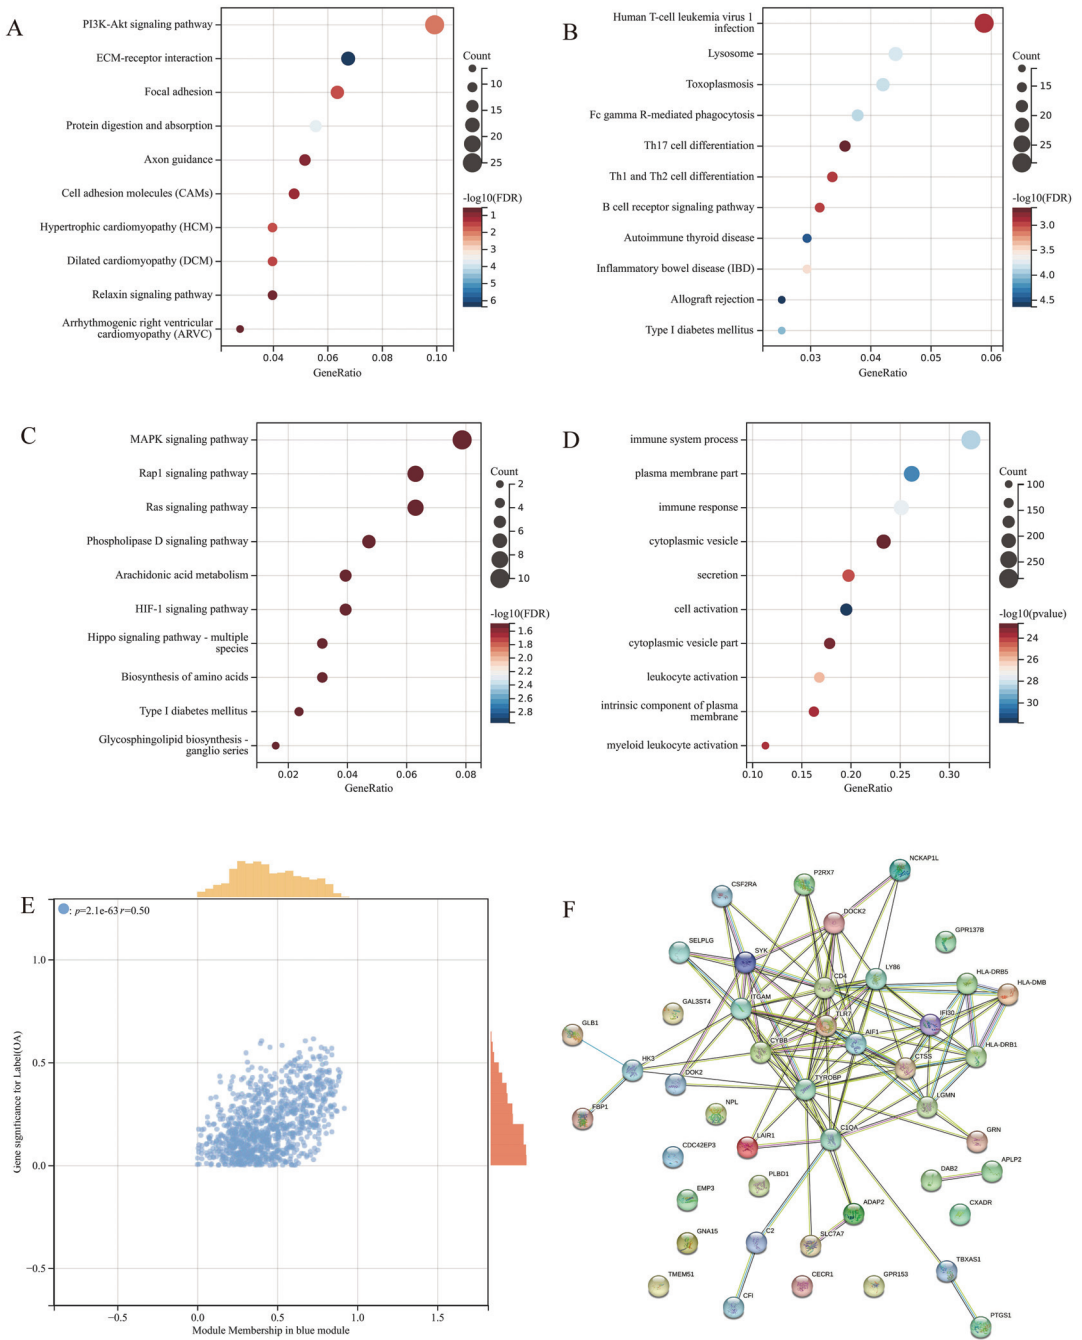 A
PI3K-Akt signaling pathway
ECM-receptor interaction
Focal adhesion
Protein digestion and absorption
Axon guidance
Cell adhesion molecules (CAMs)
Hypertrophic cardiomyopathy (HCM)
Dilated cardiomyopathy (DCM)
Relaxin signaling pathway
Arrhythmogenic right ventricular
cardiomyopathy (ARVC)
0.04 0.06 0.08 0.10
GeneRatio
Count
10
15
20
25
-log10(FDR)
1
2
3
4
5
6
B
Human T-cell leukemia virus 1
infection
Lysosome
Toxoplasmosis
Fc gamma R-mediated phagocytosis
Th17 cell differentiation
Th1 and Th2 cell differentiation
B cell receptor signaling pathway
Autoimmune thyroid disease
Inflammatory bowel disease (IBD)
Allograft rejection
Type I diabetes mellitus
0.03 0.04 0.05 0.06
GeneRatio
Count
15
20
25
-log10(FDR)
3.0
3.5
4.0
4.5
C
MAPK signaling pathway
Rap1 signaling pathway
Ras signaling pathway
Phospholipase D signaling pathway
Arachidonic acid metabolism
HIF-1 signaling pathway
Hippo signaling pathway - multiple
species
Biosynthesis of amino acids
Type I diabetes mellitus
Glycosphingolipid biosynthesis -
ganglio series
0.02 0.04 0.06 0.08
GeneRatio
Count
2
4
6
8
10
-log10(FDR)
1.6
1.8
2.0
2.2
2.4
2.6
2.8
D
immune system process
plasma membrane part
immune response
cytoplasmic vesicle
secretion
cell activation
cytoplasmic vesicle part
leukocyte activation
intrinsic component of plasma
membrane
myeloid leukocyte activation
0.10 0.15 0.20 0.25 0.30
GeneRatio
Count
100
150
200
250
-log10(pvalue)
24
26
28
30
E
: p=2.1e-63 r=0.50
Gene significance for Label(OA)
1.0
0.5
0.0
−0.5
−0.5 0.0 0.5 1.0 1.5
Module Membership in blue module
F
NCKAP1L
P2RX7
CSF2RA
DOCK2
GPR137B
SELPLG
SYK
LY86
CD4
HLA-DRB5
HLA-DMB
ITGAM
GAL3ST4
TLR7
IFI30
GLB1
AIF1
CYBB
HLA-DRB1
HK3
CTSS
DOK2
TYROBP
LGMN
FBP1
NPL
C1QA
LAIR1
GRN
CDC42EP3
DAB2
APLP2
PLBD1
EMP3
ADAP2
CXADR
GNA15
C2
SLC7A7
TBXAS1
TMEM51
CECR1
GPR153
CFI
PTGS1